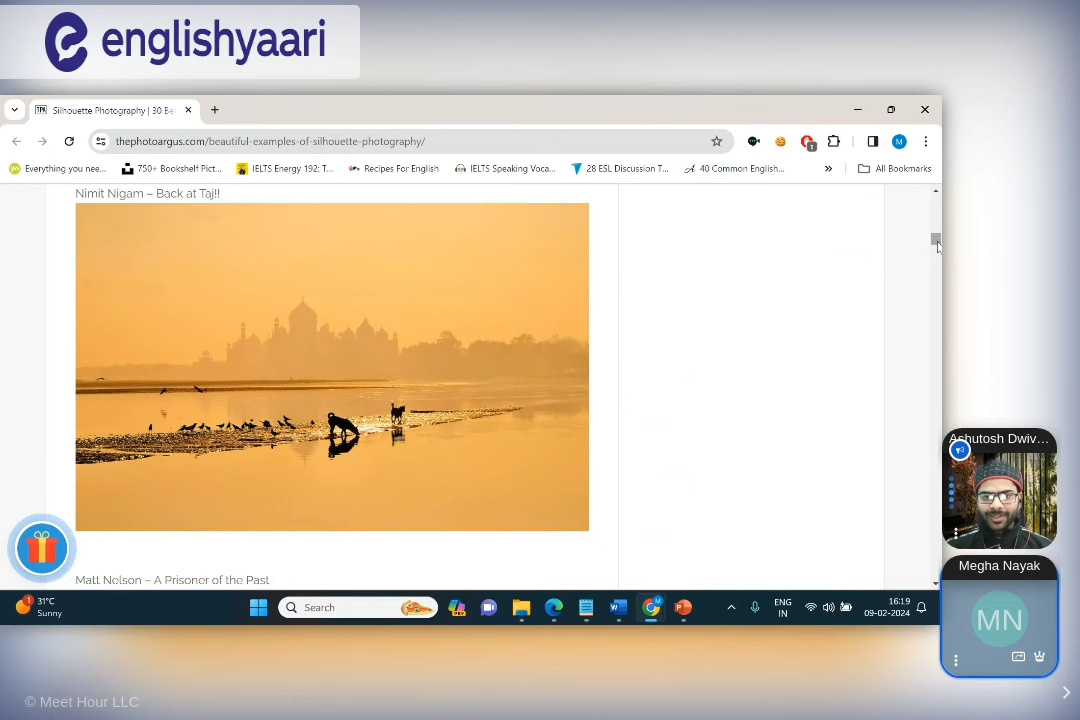 englishyaari
TPA Silhouette Photography | 30 Be
thephotoargus.com/beautiful-examples-of-silhouette-photography/
1
M
Everything you nee...
750+ Bookshelf Pict...
IELTS Energy 192: T...
Recipes For English
IELTS Speaking Voca...
28 ESL Discussion T...
40 Common English...
All Bookmarks
Nimit Nigam – Back at Taj!!
Matt Nelson – A Prisoner of the Past
Ashutosh Dwiv...
Megha Nayak
MN
1
31°C
Sunny
Search
ENG
IN
16:19
09-02-2024
© Meet Hour LLC